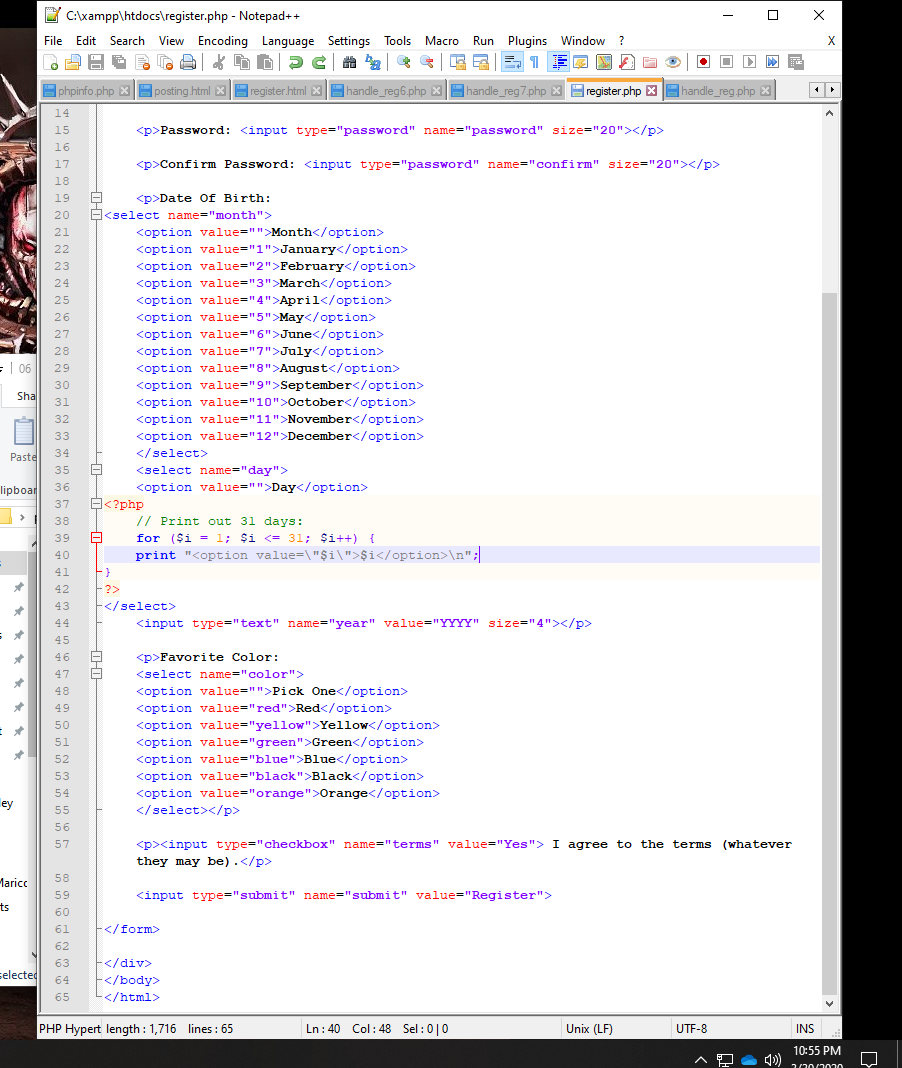 C:\xampp\htdocs\register.php - Notepad++
File Edit Search View Encoding Language Settings Tools Macro Run Plugins Window ? X
phpinfo.php posting.html register.html handle_reg6.php handle_reg7.php register.php handle_reg.php
14
15 <p>Password: <input type="password" name="password" size="20"></p>
16
17 <p>Confirm Password: <input type="password" name="confirm" size="20"></p>
18
19 <p>Date Of Birth:
20 <select name="month">
21 <option value="">Month</option>
22 <option value="1">January</option>
23 <option value="2">February</option>
24 <option value="3">March</option>
25 <option value="4">April</option>
26 <option value="5">May</option>
27 <option value="6">June</option>
28 <option value="7">July</option>
29 <option value="8">August</option>
30 <option value="9">September</option>
31 <option value="10">October</option>
32 <option value="11">November</option>
33 <option value="12">December</option>
34 </select>
35 <select name="day">
36 <option value="">Day</option>
37 <?php
38 // Print out 31 days:
39 for ($i = 1; $i <= 31; $i++) {
40 print "<option value=\"$i\">$i</option>\n";
41 }
42 ?>
43 </select>
44 <input type="text" name="year" value="YYYY" size="4"></p>
45
46 <p>Favorite Color:
47 <select name="color">
48 <option value="">Pick One</option>
49 <option value="red">Red</option>
50 <option value="yellow">Yellow</option>
51 <option value="green">Green</option>
52 <option value="blue">Blue</option>
53 <option value="black">Black</option>
54 <option value="orange">Orange</option>
55 </select></p>
56
57 <p><input type="checkbox" name="terms" value="Yes"> I agree to the terms (whatever
they may be).</p>
58
59 <input type="submit" name="submit" value="Register">
60
61 </form>
62
63 </div>
64 </body>
65 </html>
06
Sha
Paste
lipboar
ley
Maricc
ts
selected
PHP Hypert length : 1,716 lines : 65 Ln : 40 Col : 48 Sel : 0 | 0 Unix (LF) UTF-8 INS
10:55 PM